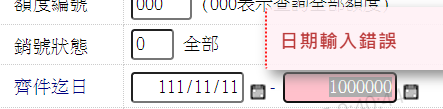 額度編號 000 (000表示查詢全部額度)
日期輸入錯誤
銷號狀態 0 全部
齊件迄日 111/11/11 - 1000000